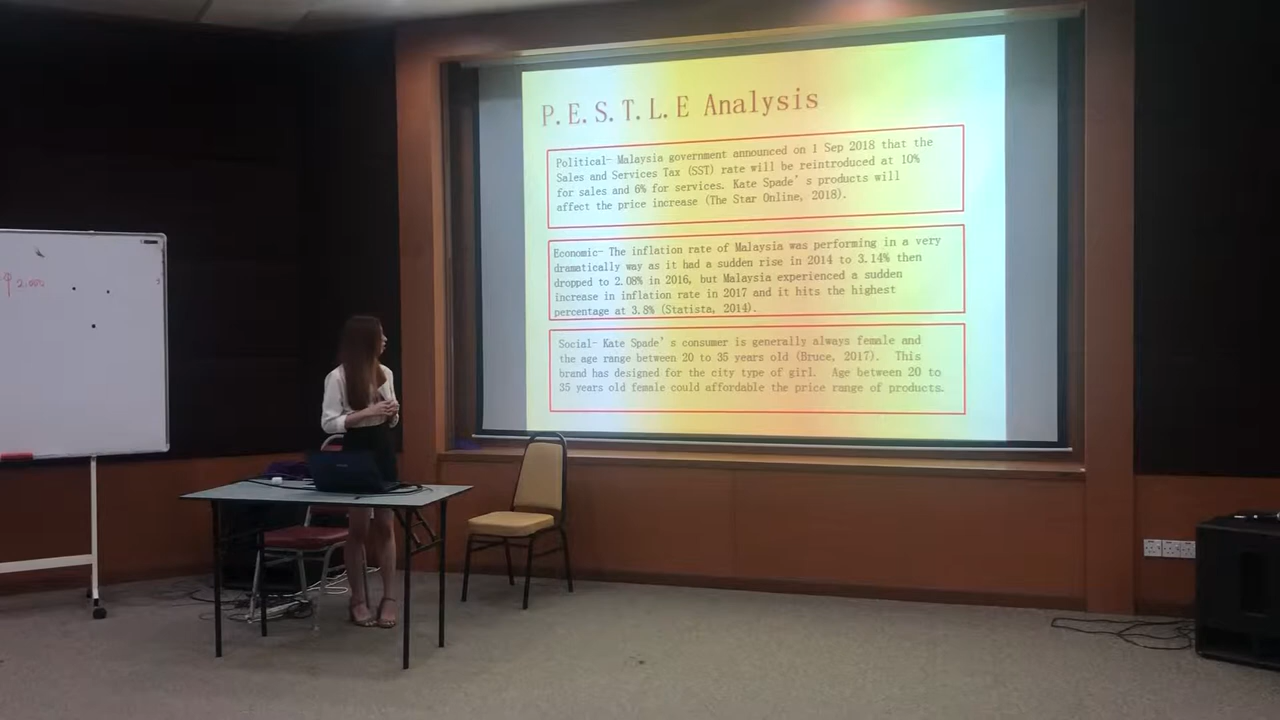 P.E.S.T.L.E Analysis
Political- Malaysia government announced on 1 Sep 2018 that the
Sales and Services Tax (SST) rate will be reintroduced at 10%
for sales and 6% for services. Kate Spade's products will
affect the price increase (The Star Online, 2018).
Economic- The inflation rate of Malaysia was performing in a very
dramatically way as it had a sudden rise in 2014 to 3.14% then
dropped to 2.08% in 2016, but Malaysia experienced a sudden
increase in inflation rate in 2017 and it hits the highest
percentage at 3.8% (Statista, 2014).
Social- Kate Spade's consumer is generally always female and
the age range between 20 to 35 years old (Bruce, 2017). This
brand has designed for the city type of girl. Age between 20 to
35 years old female could affordable the price range of products.